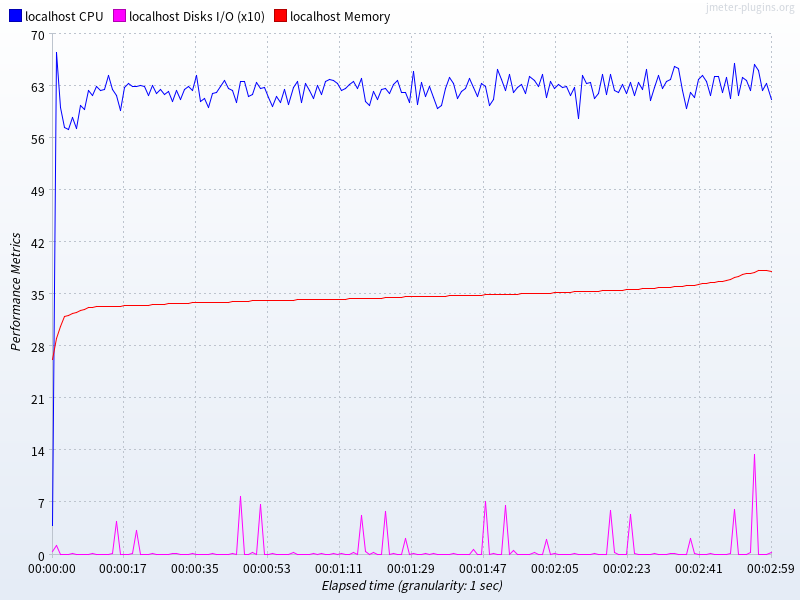 jmeter-plugins.org
localhost CPU localhost Disks I/O (x10) localhost Memory
70
63
56
49
42
35
28
21
14
7
0
Performance Metrics
00:00:00 00:00:17 00:00:35 00:00:53 00:01:11 00:01:29 00:01:47 00:02:05 00:02:23 00:02:41 00:02:59
Elapsed time (granularity: 1 sec)